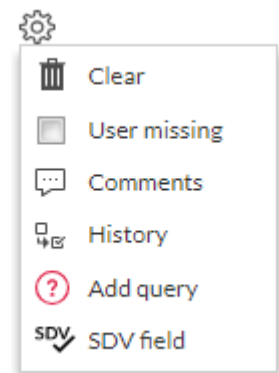 Clear
User missing
Comments
History
? Add query
SDV SDV field